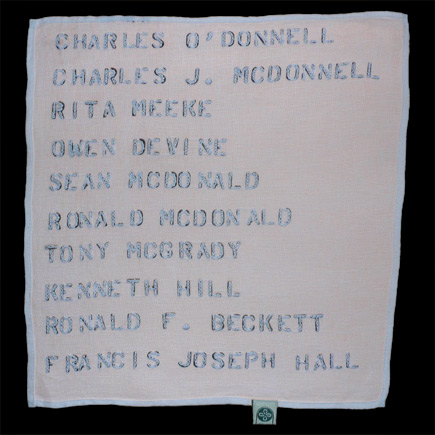 CHARLES O'DONNELL
CHARLES J. MCDONNELL
RITA MEEKE
OWEN DEVINE
SEAN MCDONALD
RONALD MCDONALD
TONY MCGRADY
KENNETH HILL
RONALD F. BECKETT
FRANCIS JOSEPH HALL